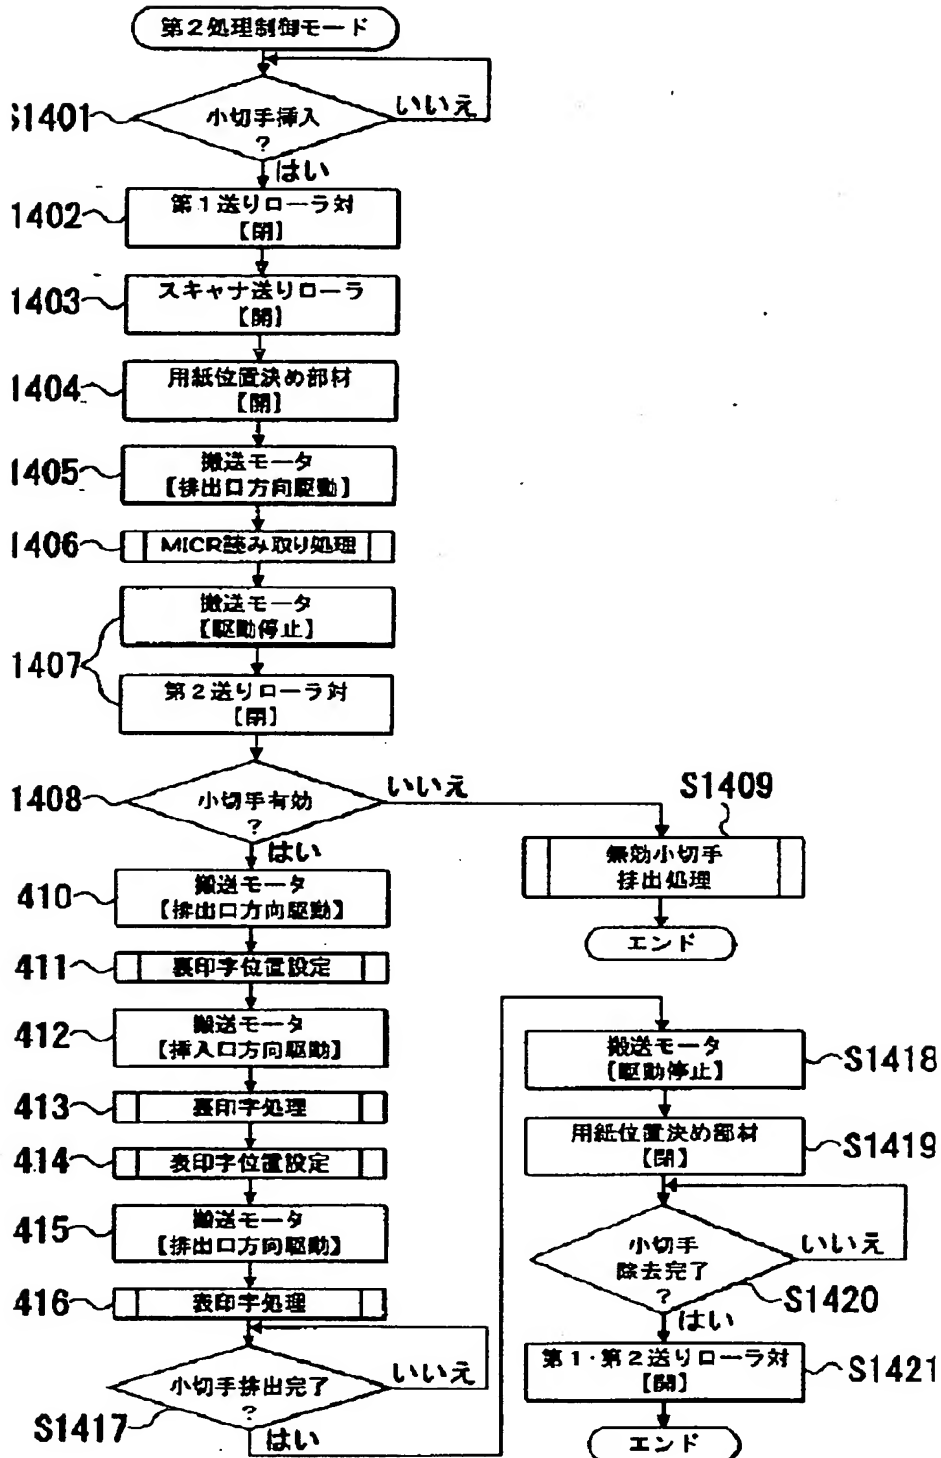 第2処理制御モード
S1401
小切手挿入
?
いいえ
はい
1402
第1送りローラ対
【閉】
1403
スキャナ送りローラ
【開】
1404
用紙位置決め部材
【開】
1405
搬送モータ
【排出口方向駆動】
1406
MICR読み取り処理
搬送モータ
【駆動停止】
1407
第2送りローラ対
【閉】
1408
小切手有効
?
いいえ
はい
S1409
無効小切手
排出処理
エンド
410
搬送モータ
【排出口方向駆動】
411
裏印字位置設定
412
搬送モータ
【挿入口方向駆動】
413
裏印字処理
414
表印字位置設定
415
搬送モータ
【排出口方向駆動】
416
表印字処理
小切手排出完了
?
いいえ
S1417
はい
搬送モータ
【駆動停止】
S1418
用紙位置決め部材
【閉】
S1419
小切手
除去完了
?
いいえ
S1420
はい
第1・第2送りローラ対
【開】
S1421
エンド